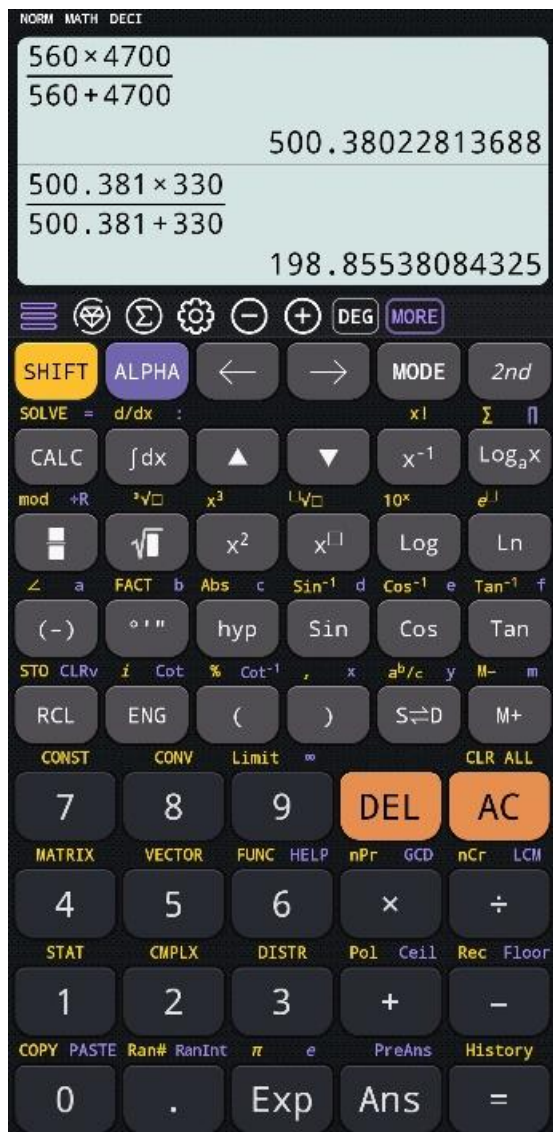 NORM MATH DECI
560×4700
560+4700
500.38022813688
500.381×330
500.381+330
198.85538084325
DEG MORE
SHIFT ALPHA ← → MODE 2nd
SOLVE = d/dx : x! Σ ∏
CALC ∫dx ▲ ▼ x⁻¹ Logₐx
mod ÷R ³√□ x³ □√□ 10ˣ e□
√ x² x□ Log Ln
∠ a FACT b Abs c Sin⁻¹ d Cos⁻¹ e Tan⁻¹ f
(−) °'" hyp Sin Cos Tan
STO CLRv i Cot % Cot⁻¹ , x aᵇ/c y M− m
RCL ENG ( ) S⇌D M+
CONST CONV Limit ∞ CLR ALL
7 8 9 DEL AC
MATRIX VECTOR FUNC HELP nPr GCD nCr LCM
4 5 6 × ÷
STAT CMPLX DISTR Pol Ceil Rec Floor
1 2 3 + −
COPY PASTE Ran# RanInt π e PreAns History
0 . Exp Ans =